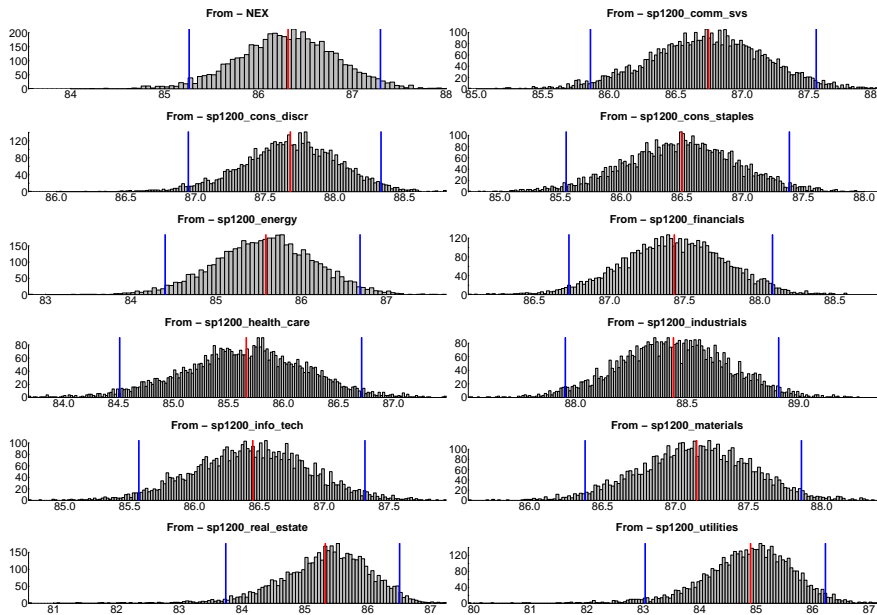 From − NEX
0 50 100 150 200
84 85 86 87 88
From − sp1200_comm_svs
0 20 40 60 80 100
85.0 85.5 86.0 86.5 87.0 87.5 88.
From − sp1200_cons_discr
0 20 40 60 80 120
86.0 86.5 87.0 87.5 88.0 88.5
From − sp1200_cons_staples
0 20 40 60 80 100
85.0 85.5 86.0 86.5 87.0 87.5 88.0
From − sp1200_energy
0 50 100 150
83 84 85 86 87
From − sp1200_financials
0 40 80 120
86.5 87.0 87.5 88.0 88.5
From − sp1200_health_care
0 20 40 60 80
84.0 84.5 85.0 85.5 86.0 86.5 87.0
From − sp1200_industrials
0 20 40 60 80
88.0 88.5 89.0
From − sp1200_info_tech
0 20 40 60 80 100
85.0 85.5 86.0 86.5 87.0 87.5
From − sp1200_materials
0 20 40 60 80 100
86.0 86.5 87.0 87.5 88.0
From − sp1200_real_estate
0 50 100 150
81 82 83 84 85 86 87
From − sp1200_utilities
0 40 80 120
80 81 82 83 84 85 86 87